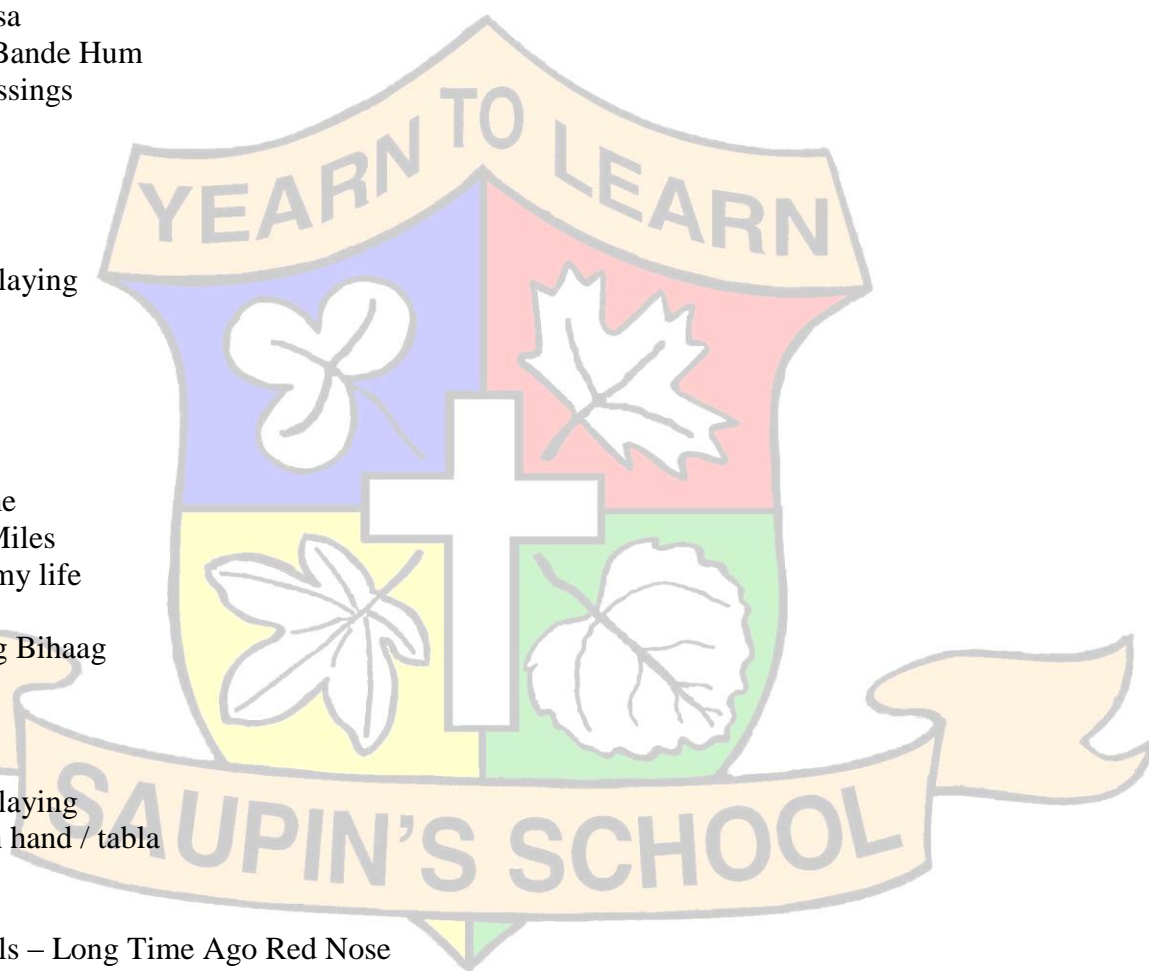 sa
Bande Hum
ssings
YEARN TO LEARN
laying
Miles
my life
g Bihaag
laying
hand / tabla
SAUPIN'S SCHOOL
ls – Long Time Ago Red Nose